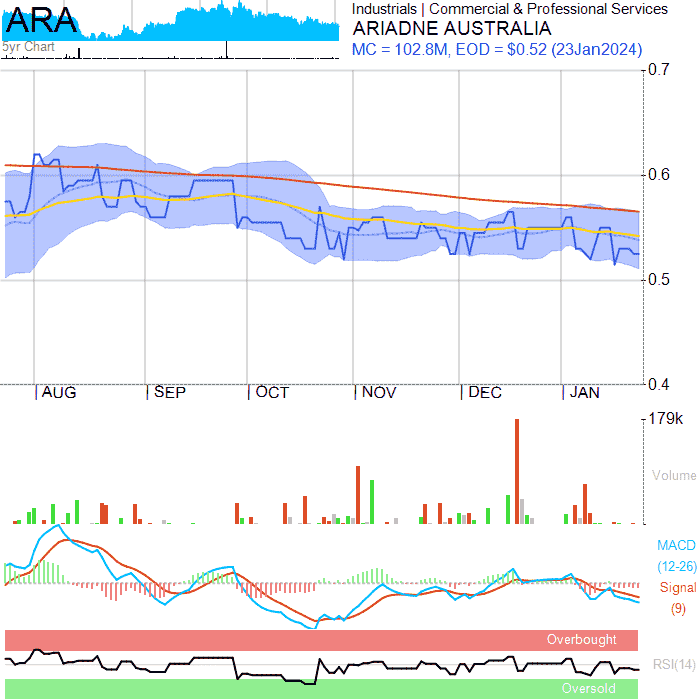 ARA
5yr Chart
Industrials | Commercial & Professional Services
ARIADNE AUSTRALIA
MC = 102.8M, EOD = $0.52 (23Jan2024)
0.7
0.6
0.5
0.4
AUG SEP OCT NOV DEC JAN
179k
Volume
MACD
(12-26)
Signal
(9)
Overbought
RSI(14)
Oversold